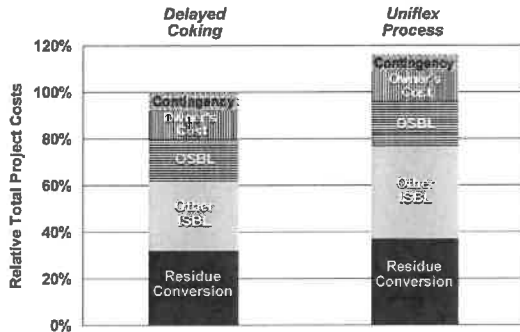 Delayed
Coking
Uniflex
Process
Relative Total Project Costs
120%
100%
80%
60%
40%
20%
0%
Contingency
Owner's
Cost
OSBL
Other
ISBL
Residue
Conversion
Contingency
Owner's
Cost
OSBL
Other
ISBL
Residue
Conversion